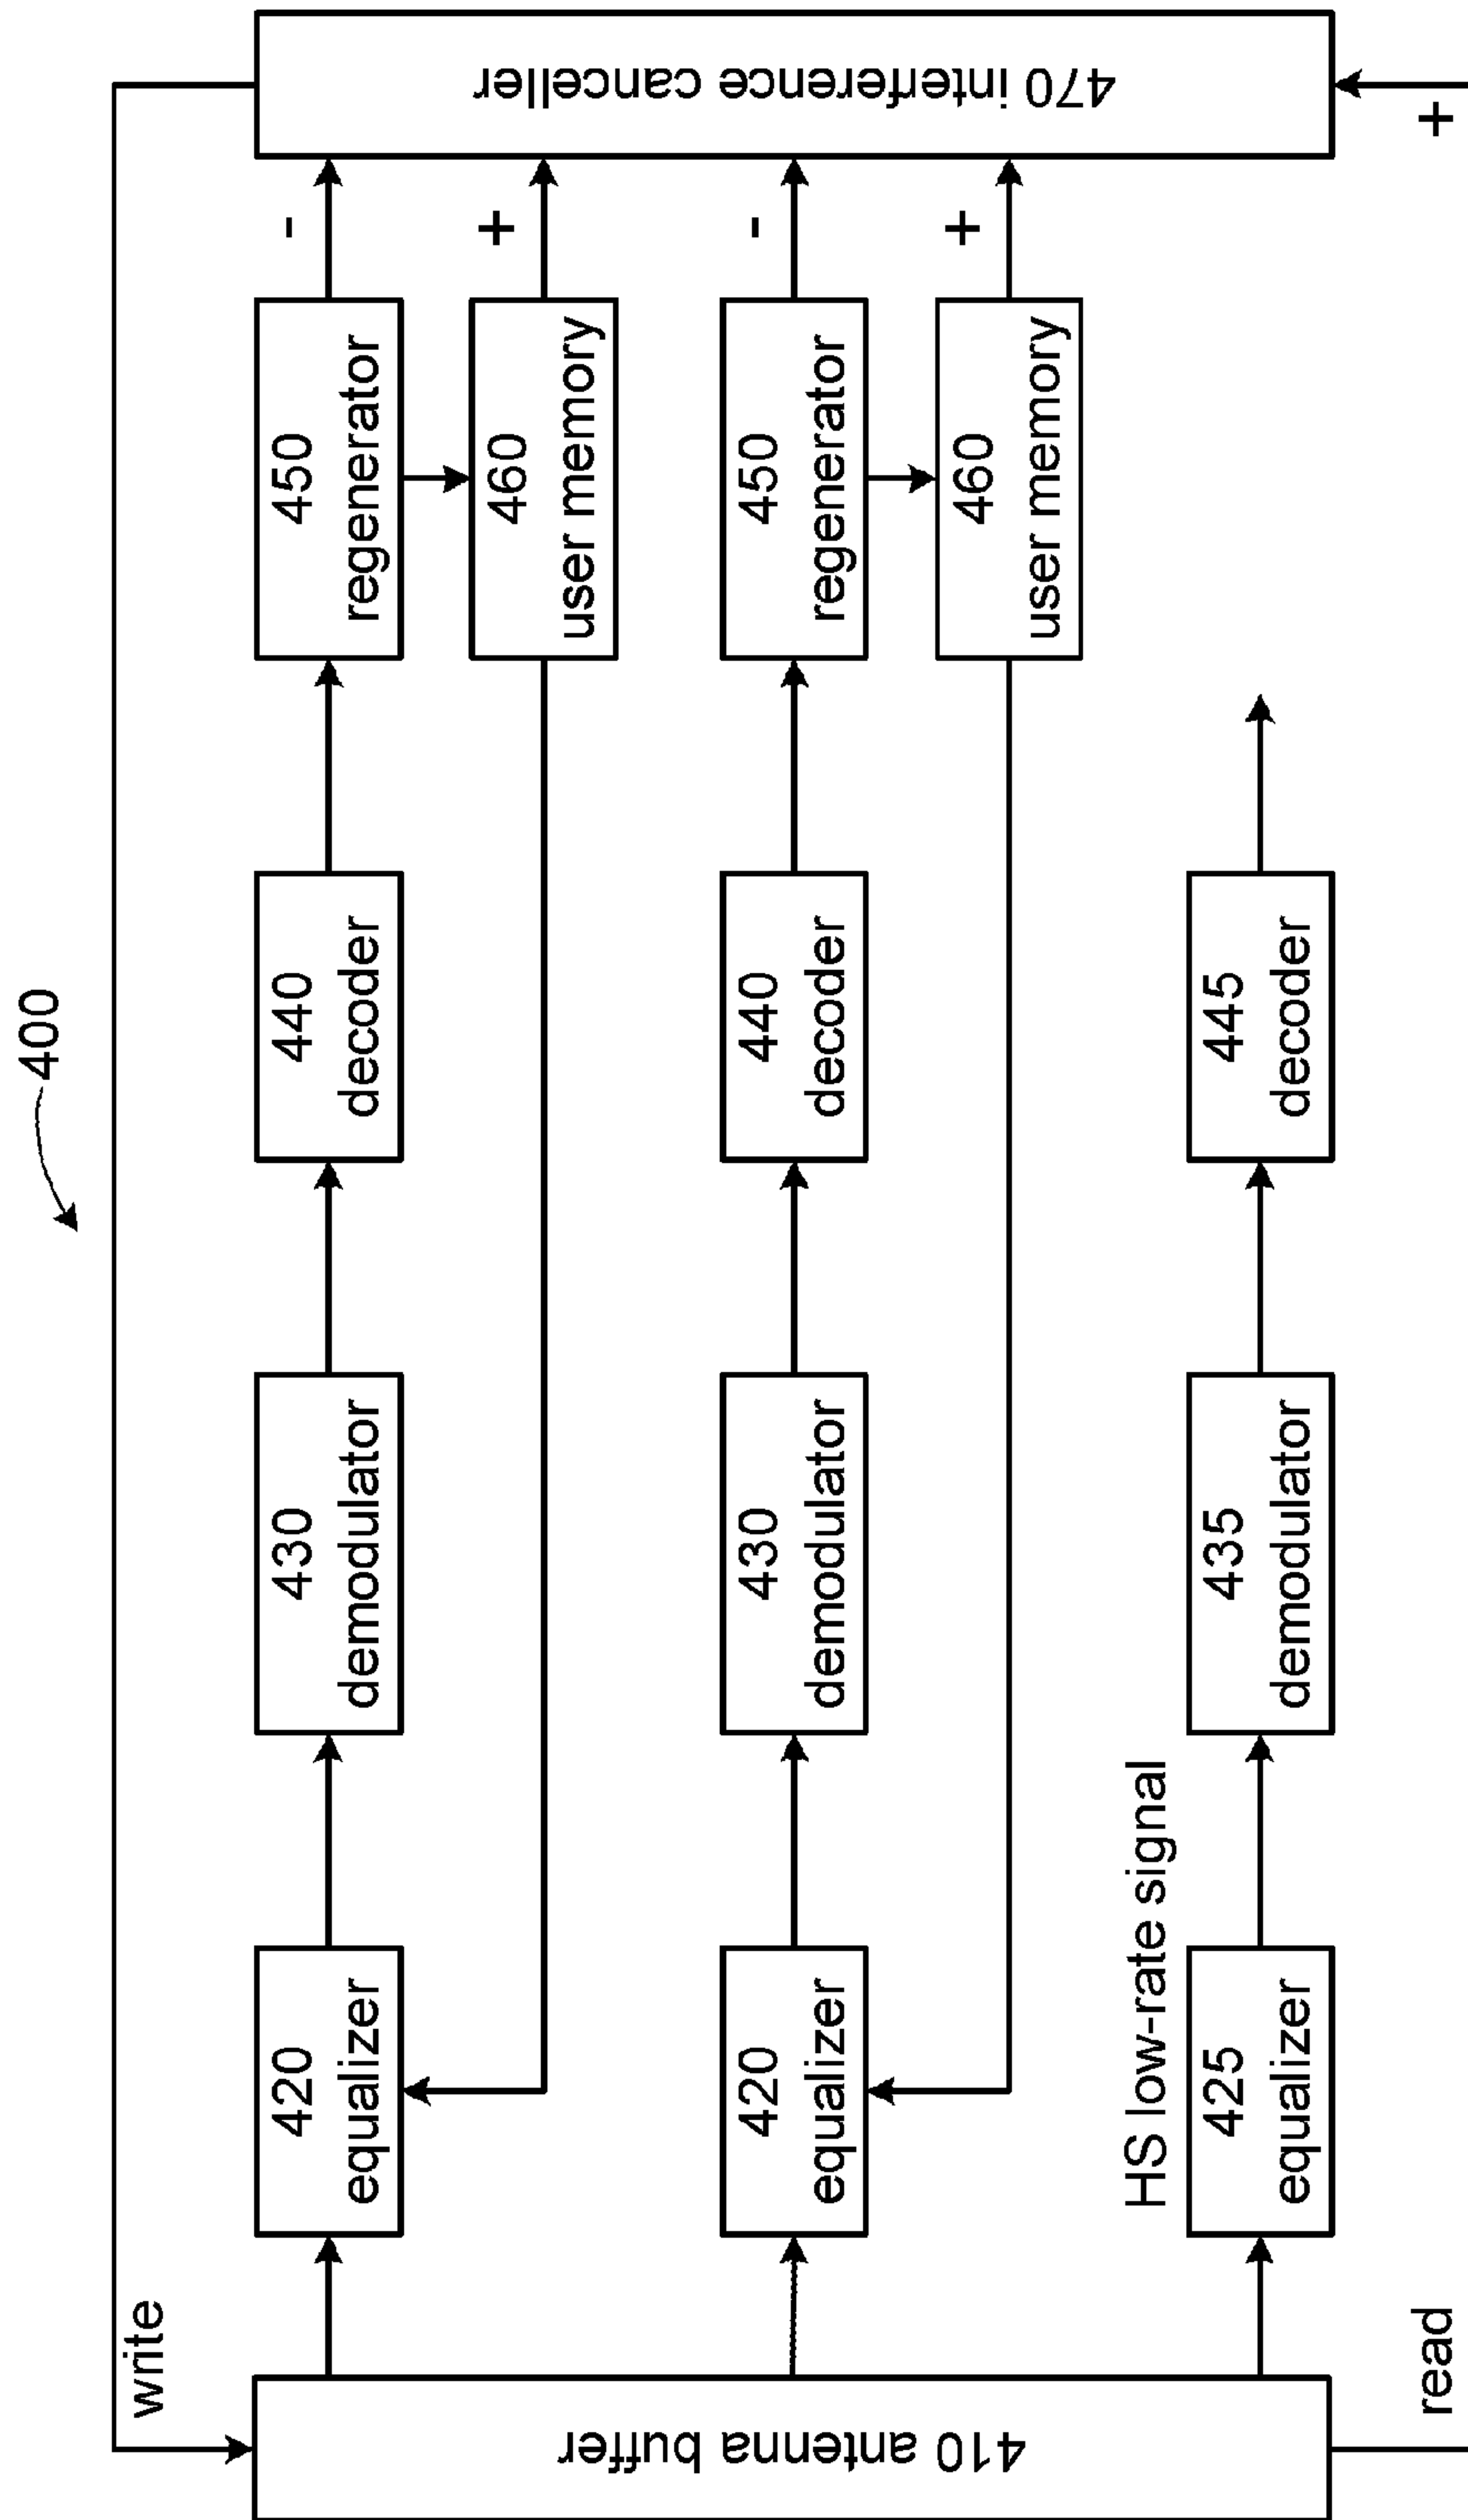 400
write
410 antenna buffer
420
equalizer
430
demodulator
440
decoder
450
regenerator
-
460
user memory
+
470 interference canceller
420
equalizer
430
demodulator
440
decoder
450
regenerator
-
460
user memory
+
HS low-rate signal
425
equalizer
435
demodulator
445
decoder
read
+